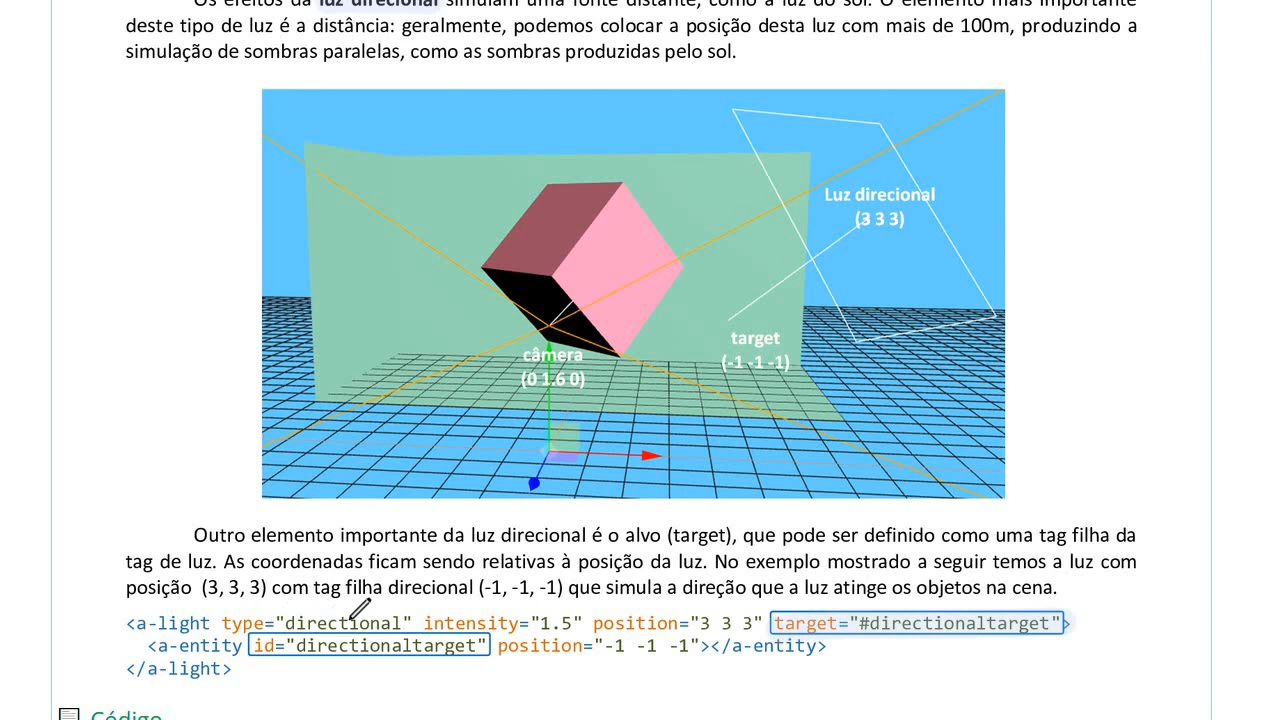 Os efeitos da luz direcional simulam uma fonte distante, como a luz do sol. O elemento mais importante
deste tipo de luz é a distância: geralmente, podemos colocar a posição desta luz com mais de 100m, produzindo a
simulação de sombras paralelas, como as sombras produzidas pelo sol.
Luz direcional
(3 3 3)
target
(-1 -1 -1)
câmera
(0 1.6 0)
Outro elemento importante da luz direcional é o alvo (target), que pode ser definido como uma tag filha da
tag de luz. As coordenadas ficam sendo relativas à posição da luz. No exemplo mostrado a seguir temos a luz com
posição (3, 3, 3) com tag filha direcional (-1, -1, -1) que simula a direção que a luz atinge os objetos na cena.
<a-light type="directional" intensity="1.5" position="3 3 3" target="#directionaltarget">
<a-entity id="directionaltarget" position="-1 -1 -1"></a-entity>
</a-light>
Código